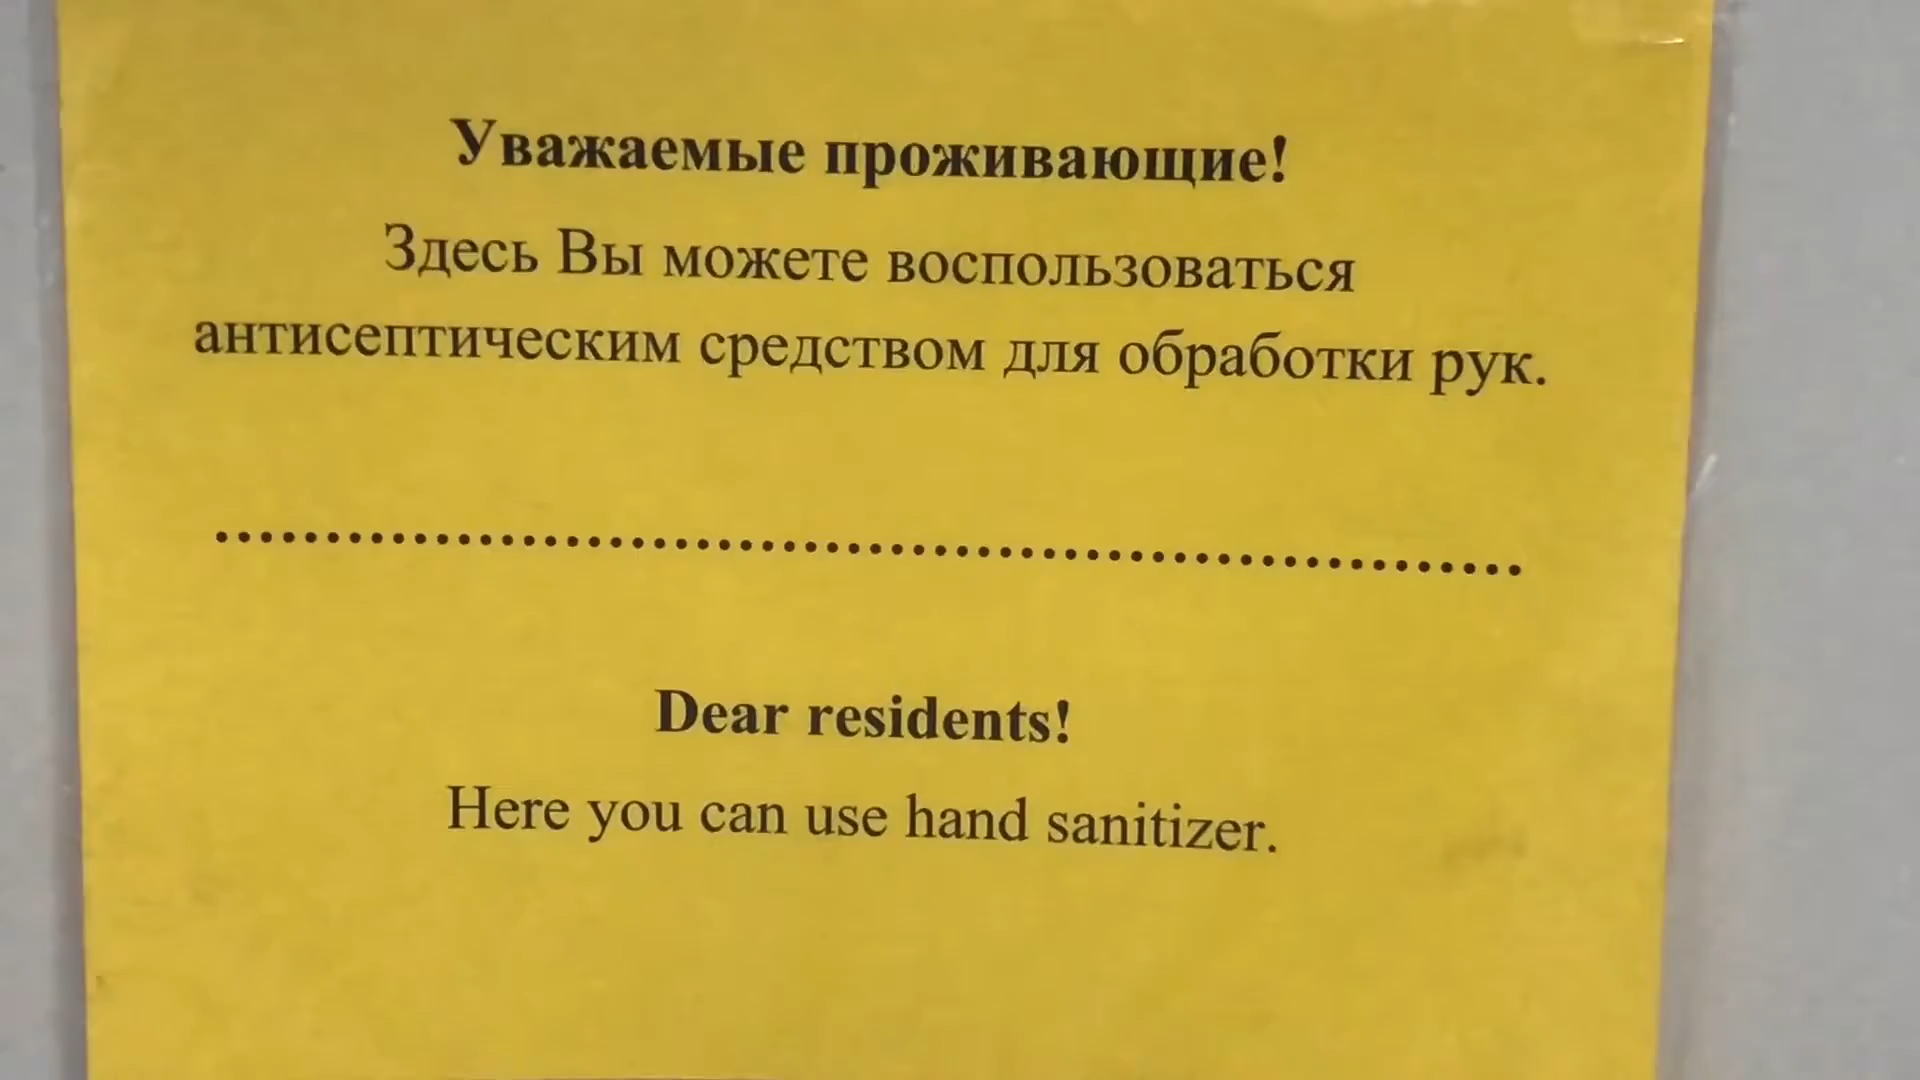 Уважаемые проживающие!
Здесь Вы можете воспользоваться
антисептическим средством для обработки рук.
Dear residents!
Here you can use hand sanitizer.